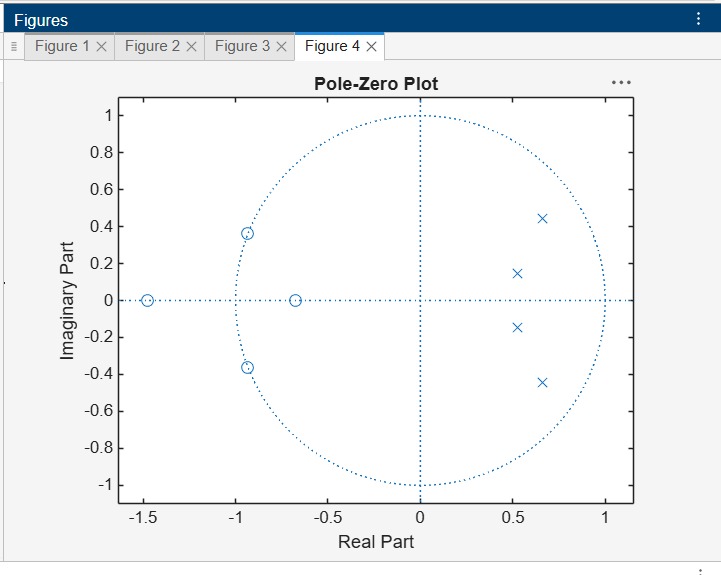 Figures
Figure 1 Figure 2 Figure 3 Figure 4
Pole-Zero Plot
1
0.8
0.6
0.4
0.2
0
-0.2
-0.4
-0.6
-0.8
-1
Imaginary Part
-1.5 -1 -0.5 0 0.5 1
Real Part